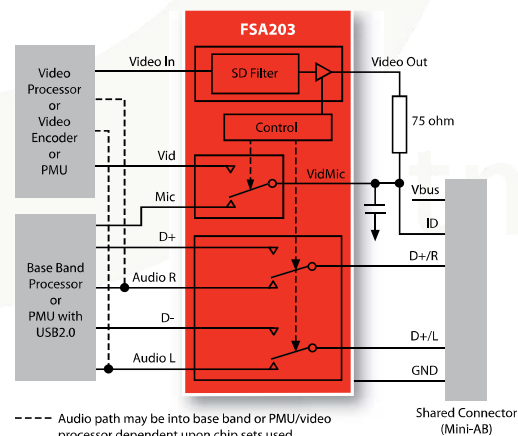 FSA203
Video In
SD Filter
Video Out
Video
Processor
or
Video
Encoder
or
PMU
75 ohm
Control
Vid
VidMic
Mic
Vbus
ID
D+
D+/R
Base Band
Processor
or
PMU with
USB2.0
Audio R
D-
D+/L
Audio L
GND
Shared Connector
(Mini-AB)
Audio path may be into base band or PMU/video
processor dependent upon chip sets used